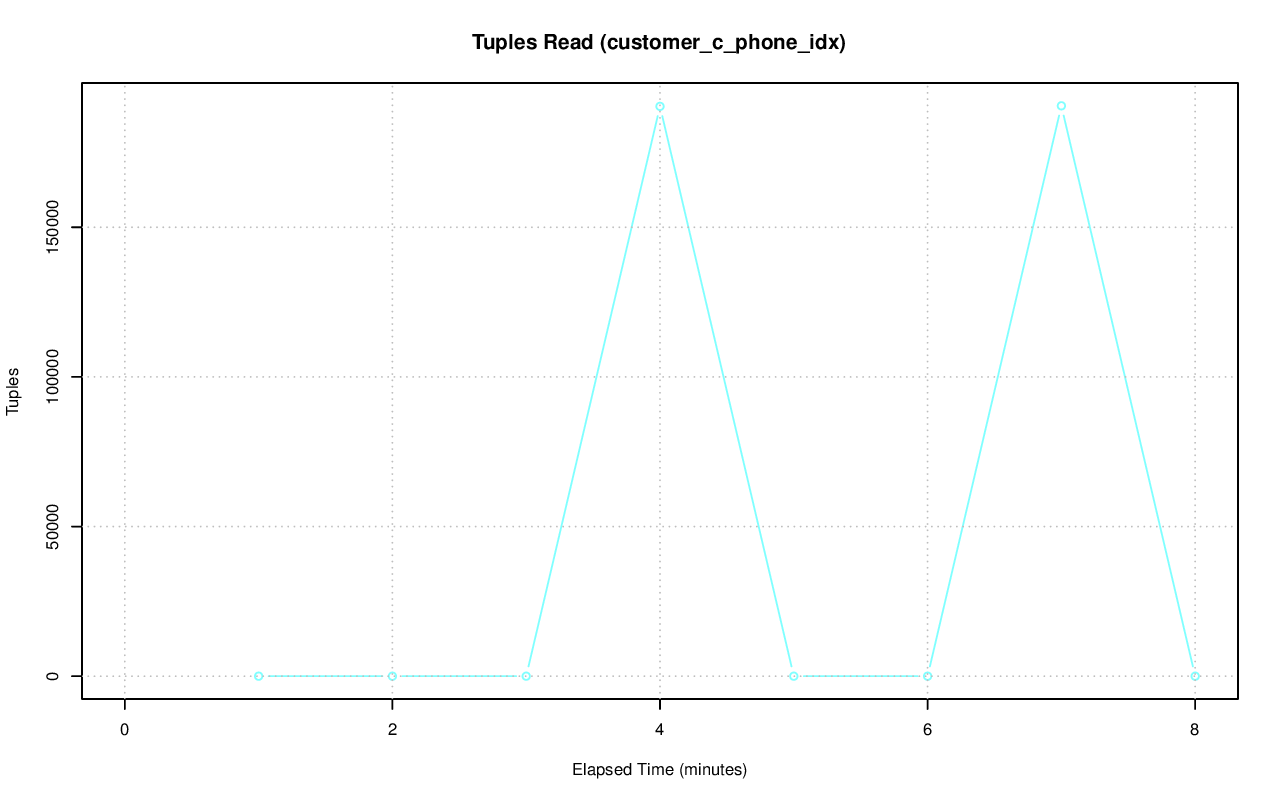 Tuples Read (customer_c_phone_idx)
Tuples
150000
100000
50000
0
0 2 4 6 8
Elapsed Time (minutes)